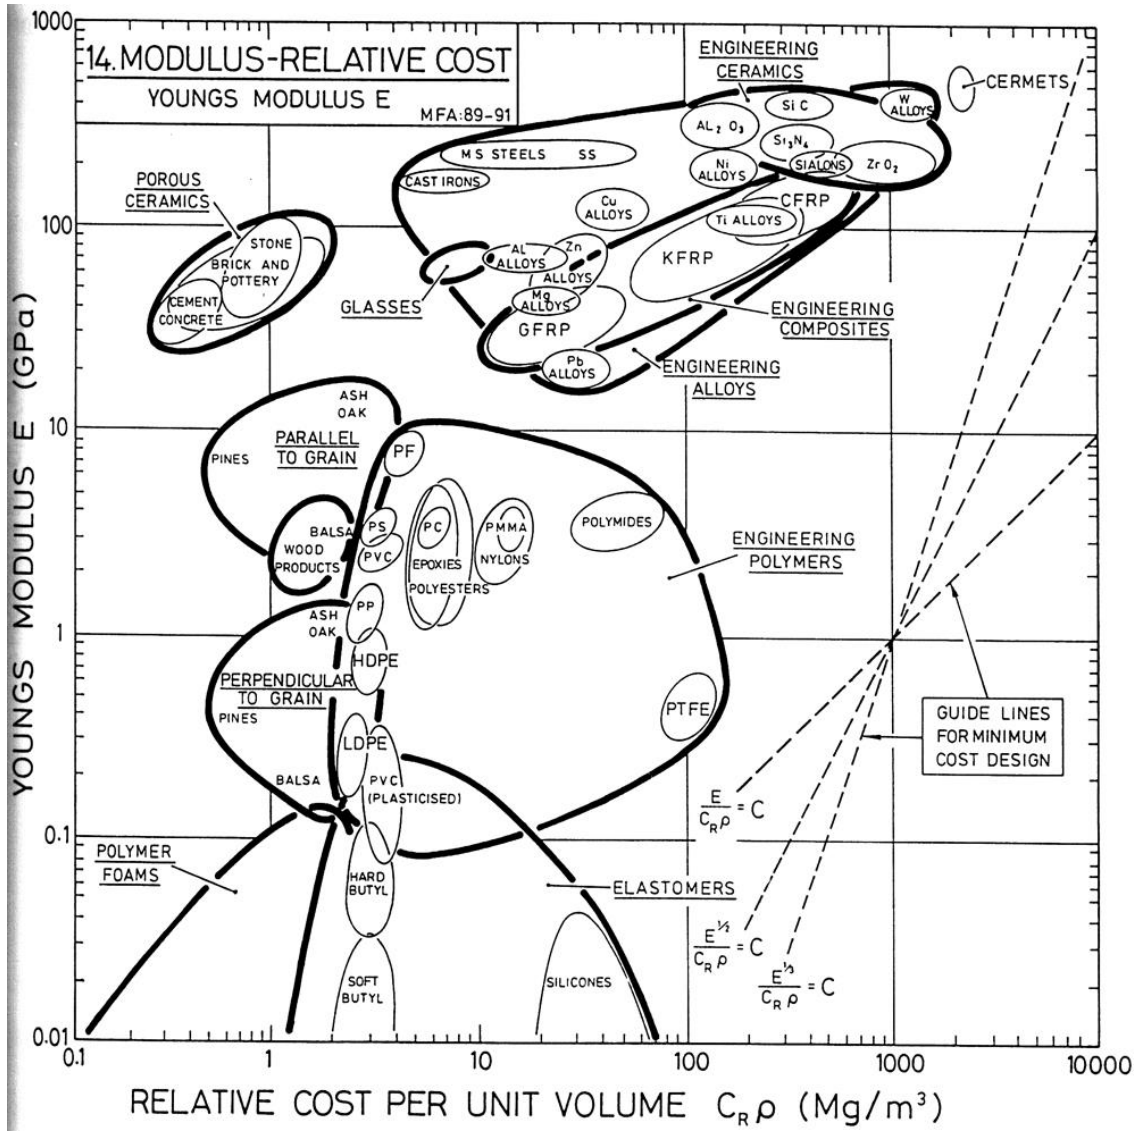 1000
14. MODULUS-RELATIVE COST
YOUNGS MODULUS E
MFA:89-91
ENGINEERING
CERAMICS
CERMETS
W
ALLOYS
Si C
AL2 O3
Si3N4
MS STEELS SS
Ni
ALLOYS
SIALONS
ZrO2
CAST IRONS
POROUS
CERAMICS
CFRP
Cu
ALLOYS
Ti ALLOYS
100
STONE
BRICK AND
POTTERY
AL
ALLOYS
Zn
ALLOYS
KFRP
CEMENT
CONCRETE
GLASSES
Mg
ALLOYS
GFRP
ENGINEERING
COMPOSITES
Pb
ALLOYS
ENGINEERING
ALLOYS
ASH
OAK
10
PARALLEL
TO GRAIN
PINES
PF
BALSA
WOOD
PRODUCTS
PS
PVC
PC
EPOXIES
POLYESTERS
PMMA
NYLONS
POLYMIDES
ENGINEERING
POLYMERS
ASH
OAK
PP
1
HDPE
PERPENDICULAR
TO GRAIN
PINES
PTFE
GUIDE LINES
FOR MINIMUM
COST DESIGN
LDPE
BALSA
PVC
(PLASTICISED)
E/CRρ = C
0.1
POLYMER
FOAMS
HARD
BUTYL
ELASTOMERS
E^1/2/CRρ = C
E^1/3/CRρ = C
SOFT
BUTYL
SILICONES
0.01
0.1
1
10
100
1000
10000
YOUNGS MODULUS E (GPa)
RELATIVE COST PER UNIT VOLUME CRρ (Mg/m³)